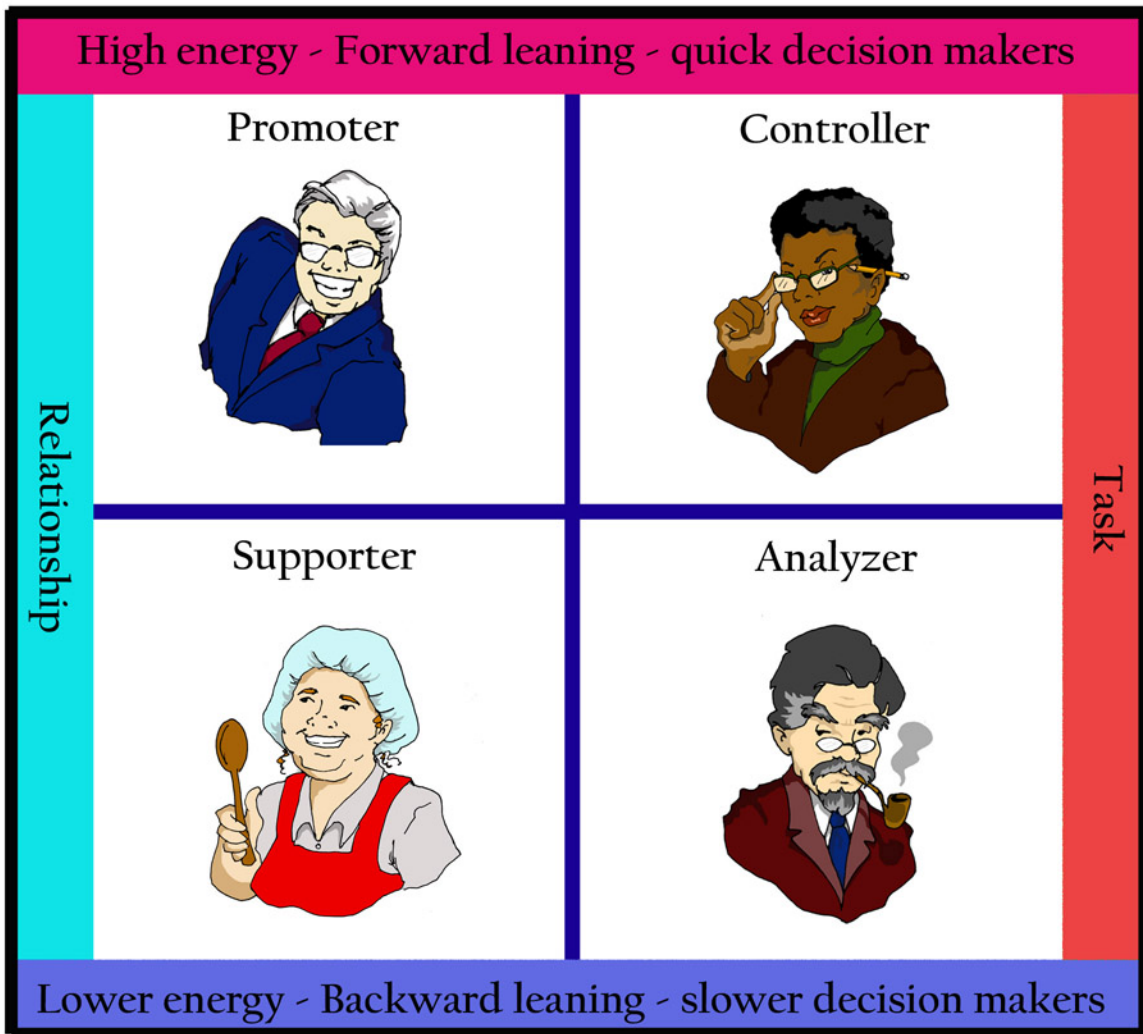 High energy - Forward leaning - quick decision makers
Promoter
Controller
Relationship
Task
Supporter
Analyzer
Lower energy - Backward leaning - slower decision makers